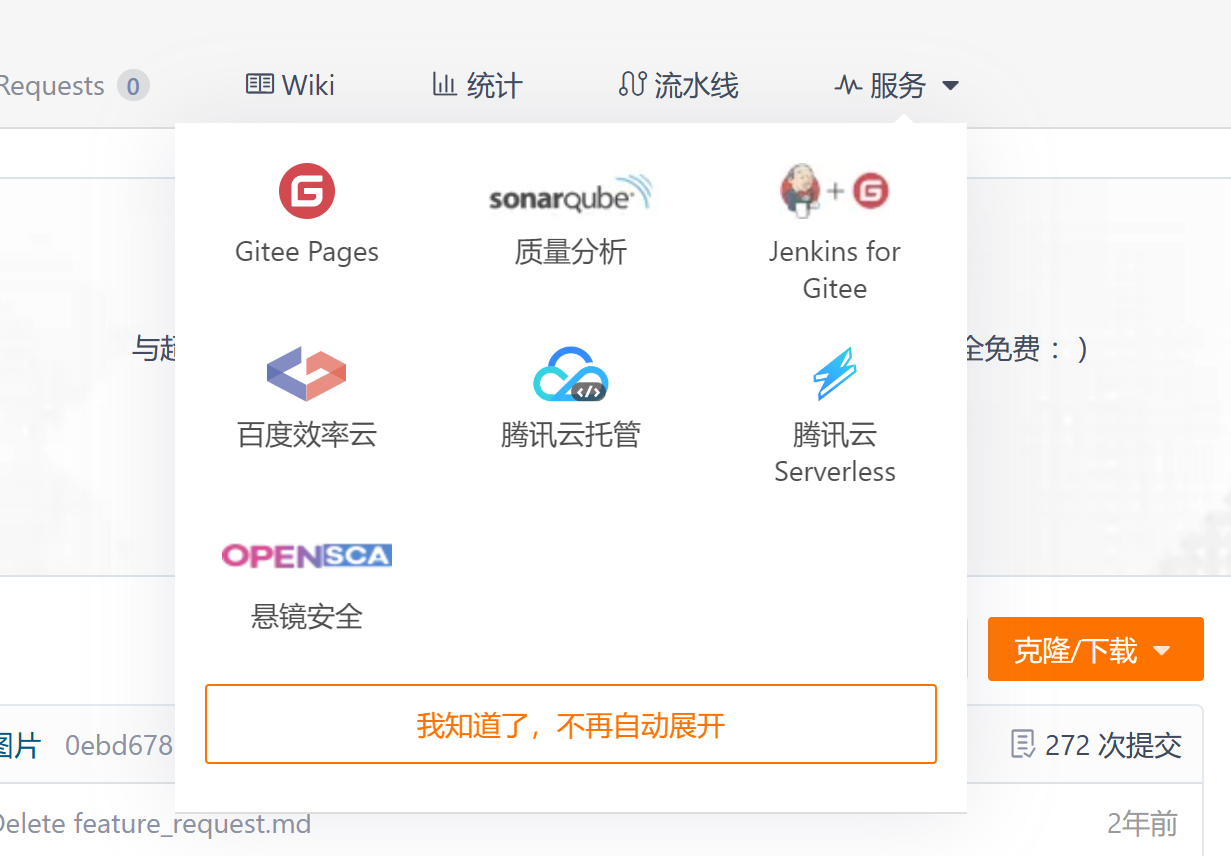 Requests 0 Wiki 统计 流水线 服务
G G
sonarqube +
Gitee Pages 质量分析 Jenkins for
Gitee
与 全免费：)
</>
百度效率云 腾讯云托管 腾讯云
Serverless
OPENSCA
悬镜安全
克隆/下载
我知道了，不再自动展开
图片 0ebd678 272 次提交
Delete feature_request.md 2年前